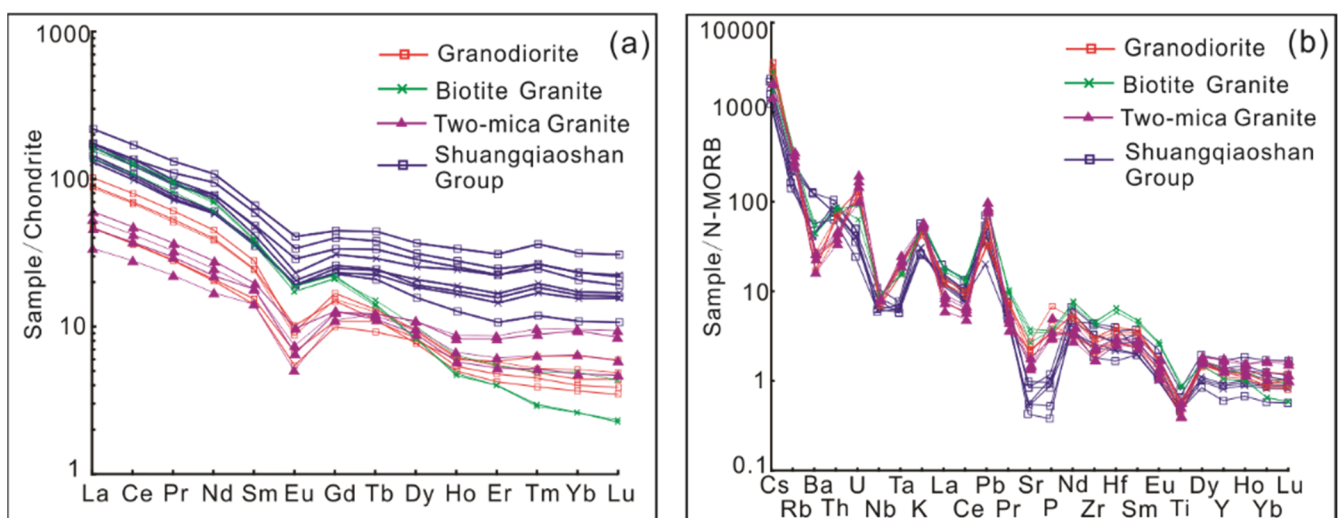 1000
(a)
Granodiorite
Biotite Granite
Two-mica Granite
Shuangqiaoshan
Group
Sample/Chondrite
100
10
1
La Ce Pr Nd Sm Eu Gd Tb Dy Ho Er Tm Yb Lu
10000
(b)
Granodiorite
Biotite Granite
Two-mica Granite
Shuangqiaoshan
Group
Sample/N-MORB
1000
100
10
1
0.1
Cs Ba U Ta La Pb Sr Nd Hf Eu Dy Ho Lu
Rb Th Nb K Ce Pr P Zr Sm Ti Y Yb